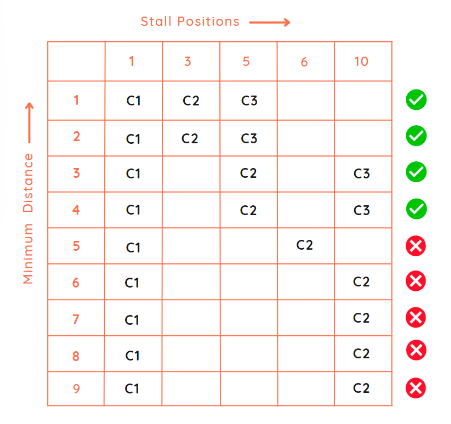 Stall Positions
1 3 5 6 10
Minimum Distance
1 C1 C2 C3
2 C1 C2 C3
3 C1 C2 C3
4 C1 C2 C3
5 C1 C2
6 C1 C2
7 C1 C2
8 C1 C2
9 C1 C2